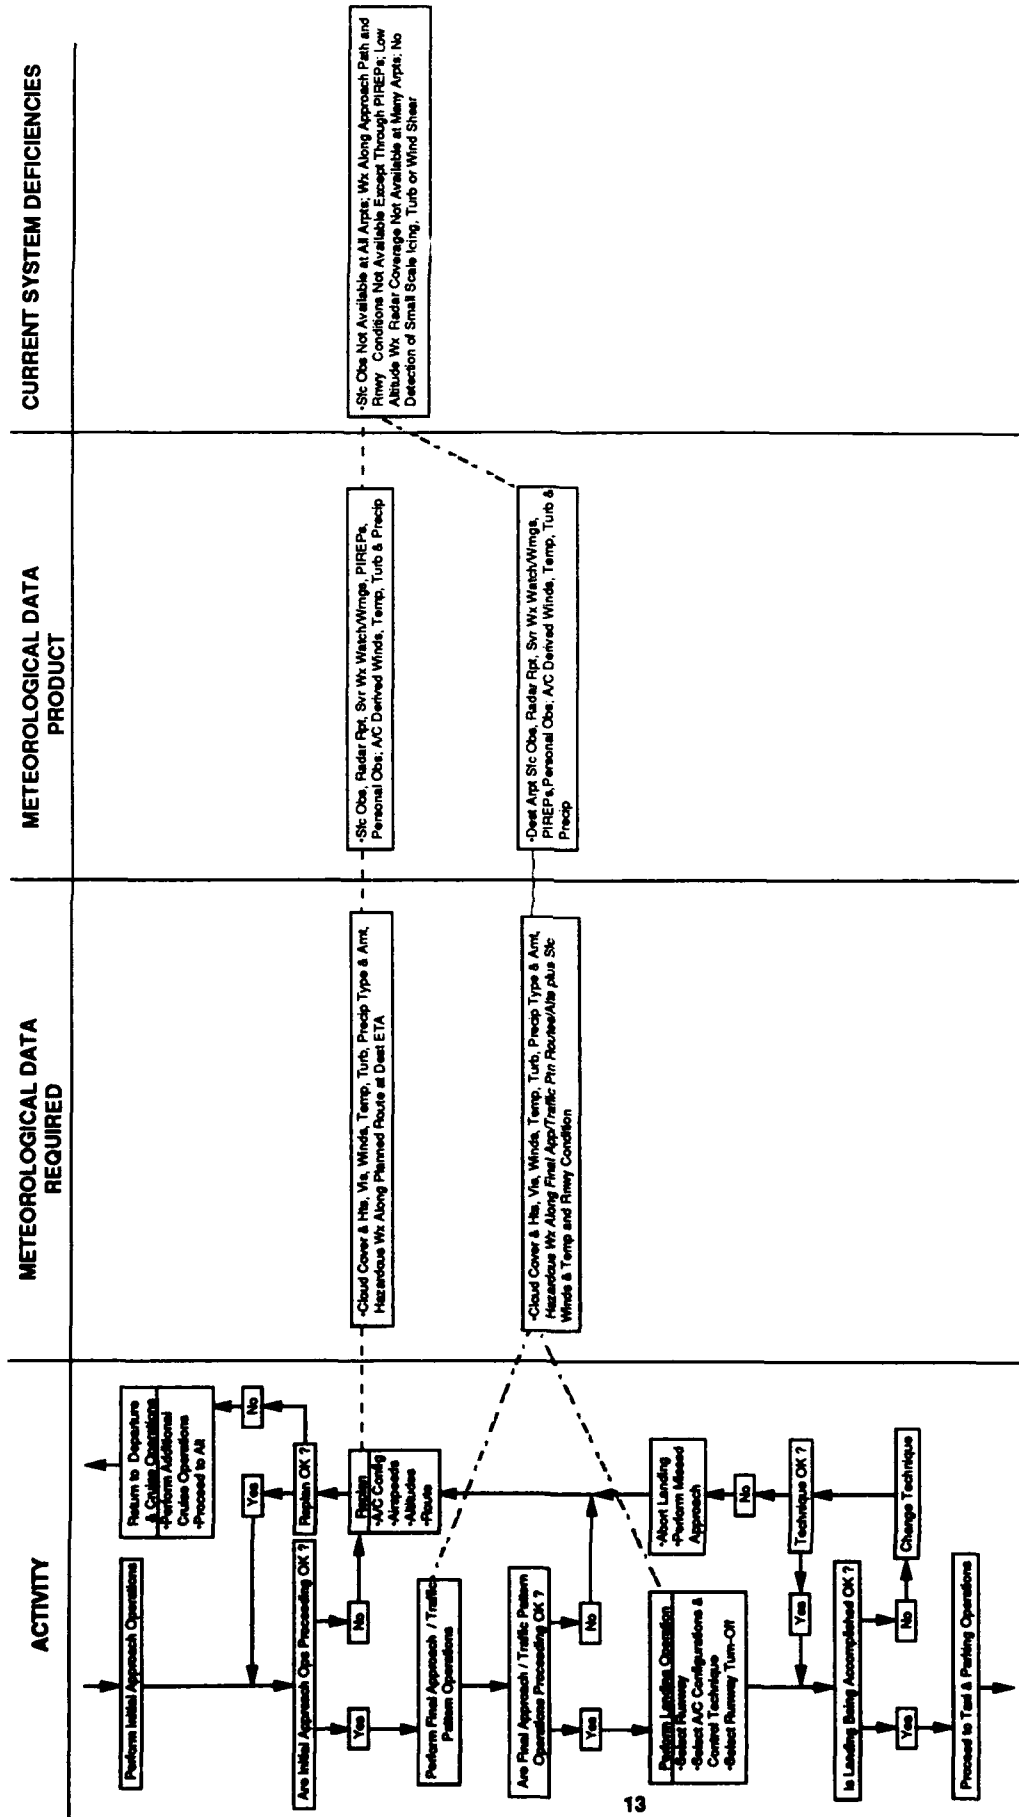 ACTIVITY
METEOROLOGICAL DATA
REQUIRED
METEOROLOGICAL DATA
PRODUCT
CURRENT SYSTEM DEFICIENCIES
Perform Initial Approach Operations
Return to Departure
& Cruise Operations
•Perform Additional
Cruise Operations
•Proceed to Alt
Yes
No
Are Initial Approach Ops Proceeding OK ?
Replan OK ?
No
Yes
Replan
•A/C Config
•Airspeeds
•Altitudes
•Route
•Cloud Cover & Hts, Vis, Winds, Temp, Turb, Precip Type & Amt,
Hazardous Wx Along Planned Route at Dest ETA
•Sfc Obs, Radar Rpt, Svr Wx Watch/Wrngs, PIREPs,
Personal Obs; A/C Derived Winds, Temp, Turb & Precip
•Sfc Obs Not Available at All Arpts; Wx Along Approach Path and
Rnwy Conditions Not Available Except Through PIREPs; Low
Altitude Wx Radar Coverage Not Available at Many Arpts; No
Detection of Small Scale Icing, Turb or Wind Shear
Perform Final Approach / Traffic
Pattern Operations
Are Final Approach / Traffic Pattern
Operations Proceeding OK ?
No
Yes
•Cloud Cover & Hts, Vis, Winds, Temp, Turb, Precip Type & Amt,
Hazardous Wx Along Final App/Traffic Ptn Routes/Alts plus Sfc
Winds & Temp and Rnwy Condition
•Dest Arpt Sfc Obs, Radar Rpt, Svr Wx Watch/Wrngs,
PIREPs,Personal Obs; A/C Derived Winds, Temp, Turb &
Precip
Perform Landing Operation
•Select Runway
•Select A/C Configurations &
Control Technique
•Select Runway Turn-Off
•Abort Landing
•Perform Missed
Approach
No
Technique OK ?
Yes
Is Landing Being Accomplished OK ?
No
Change Technique
Yes
Proceed to Taxi & Parking Operations
13